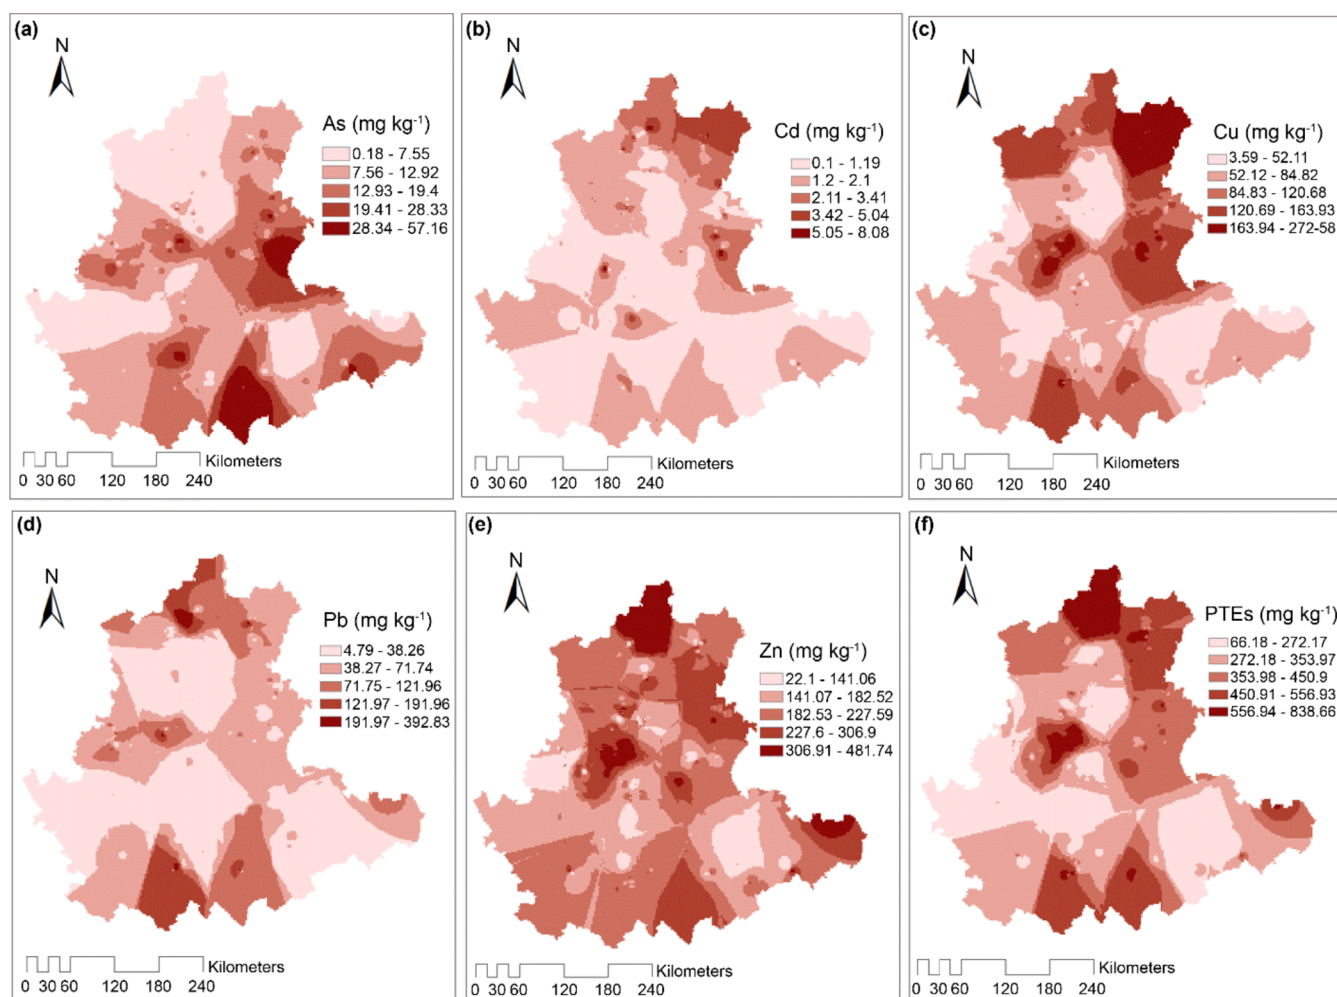 (a)
N
As (mg kg-1)
0.18 - 7.55
7.56 - 12.92
12.93 - 19.4
19.41 - 28.33
28.34 - 57.16
Kilometers
0 30 60 120 180 240
(b)
N
Cd (mg kg-1)
0.1 - 1.19
1.2 - 2.1
2.11 - 3.41
3.42 - 5.04
5.05 - 8.08
Kilometers
0 30 60 120 180 240
(c)
N
Cu (mg kg-1)
3.59 - 52.11
52.12 - 84.82
84.83 - 120.68
120.69 - 163.93
163.94 - 272-58
Kilometers
0 30 60 120 180 240
(d)
N
Pb (mg kg-1)
4.79 - 38.26
38.27 - 71.74
71.75 - 121.96
121.97 - 191.96
191.97 - 392.83
Kilometers
0 30 60 120 180 240
(e)
N
Zn (mg kg-1)
22.1 - 141.06
141.07 - 182.52
182.53 - 227.59
227.6 - 306.9
306.91 - 481.74
Kilometers
0 30 60 120 180 240
(f)
N
PTEs (mg kg-1)
66.18 - 272.17
272.18 - 353.97
353.98 - 450.9
450.91 - 556.93
556.94 - 838.66
Kilometers
0 30 60 120 180 240